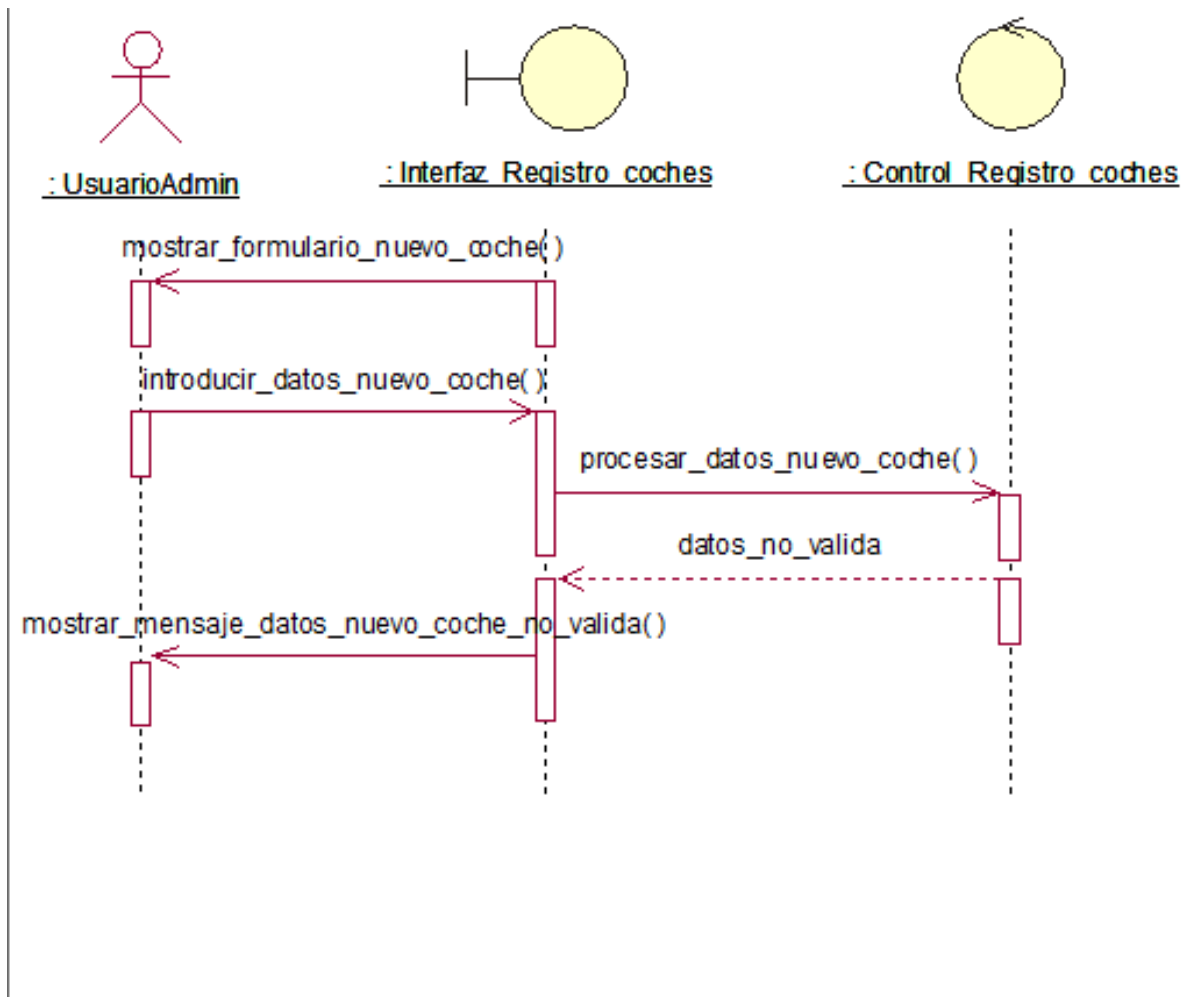 : UsuarioAdmin
: Interfaz_Registro_coches
: Control_Registro_coches
mostrar_formulario_nuevo_coche( )
introducir_datos_nuevo_coche( )
procesar_datos_nuevo_coche( )
datos_no_valida
mostrar_mensaje_datos_nuevo_coche_no_valida( )